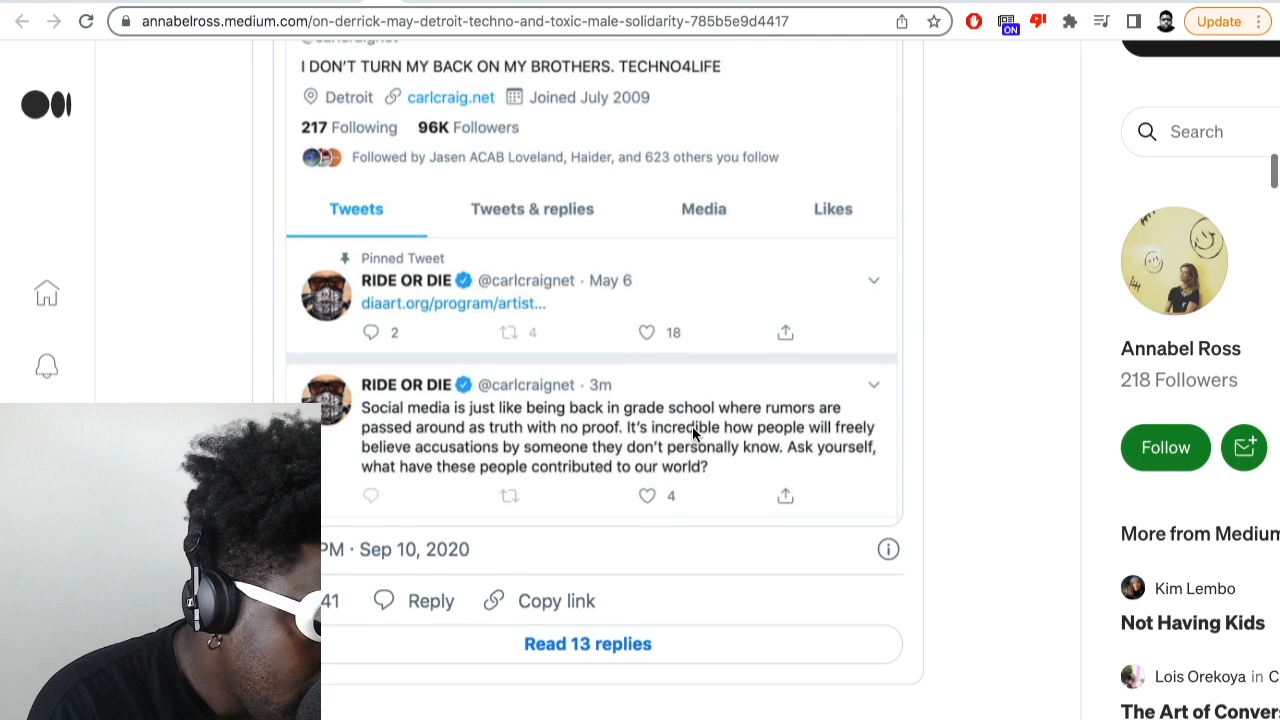 annabelross.medium.com/on-derrick-may-detroit-techno-and-toxic-male-solidarity-785b5e9d4417
ON
Update
@carlcraignet
I DON'T TURN MY BACK ON MY BROTHERS. TECHNO4LIFE
Detroit carlcraig.net Joined July 2009
217 Following 96K Followers
Followed by Jasen ACAB Loveland, Haider, and 623 others you follow
Tweets Tweets & replies Media Likes
Pinned Tweet
RIDE OR DIE @carlcraignet · May 6
diaart.org/program/artist...
2 4 18
RIDE OR DIE @carlcraignet · 3m
Social media is just like being back in grade school where rumors are
passed around as truth with no proof. It's incredible how people will freely
believe accusations by someone they don't personally know. Ask yourself,
what have these people contributed to our world?
4
PM · Sep 10, 2020
41 Reply Copy link
Read 13 replies
Search
Annabel Ross
218 Followers
Follow
More from Medium
Kim Lembo
Not Having Kids
Lois Orekoya in
The Art of Conver